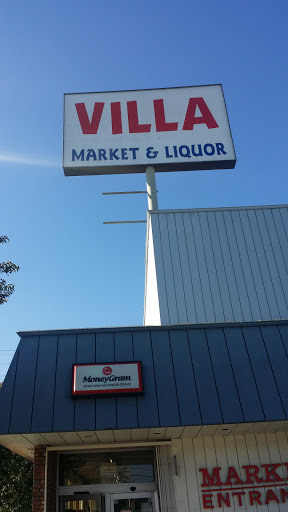 VILLA
MARKET & LIQUOR
MoneyGram.
MARK
ENTRAN